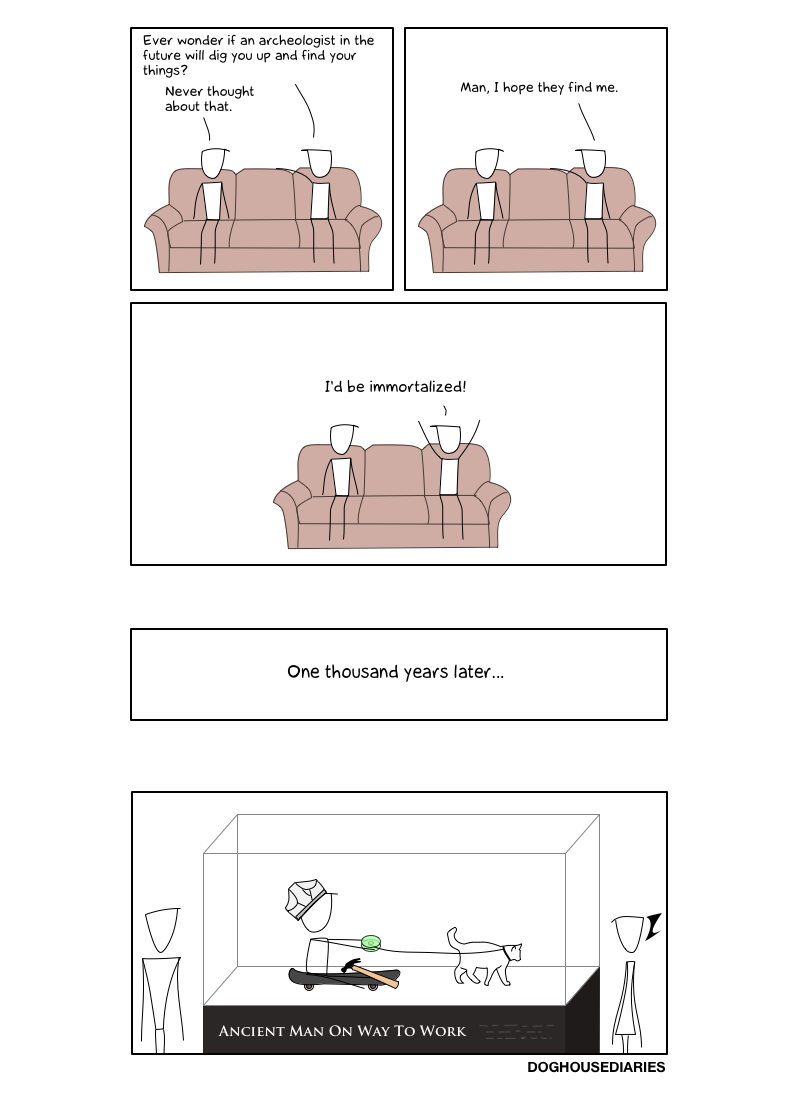 Ever wonder if an archeologist in the
future will dig you up and find your
things?
Never thought
about that.
Man, I hope they find me.
I'd be immortalized!
One thousand years later...
Ancient Man On Way To Work
DOGHOUSEDIARIES